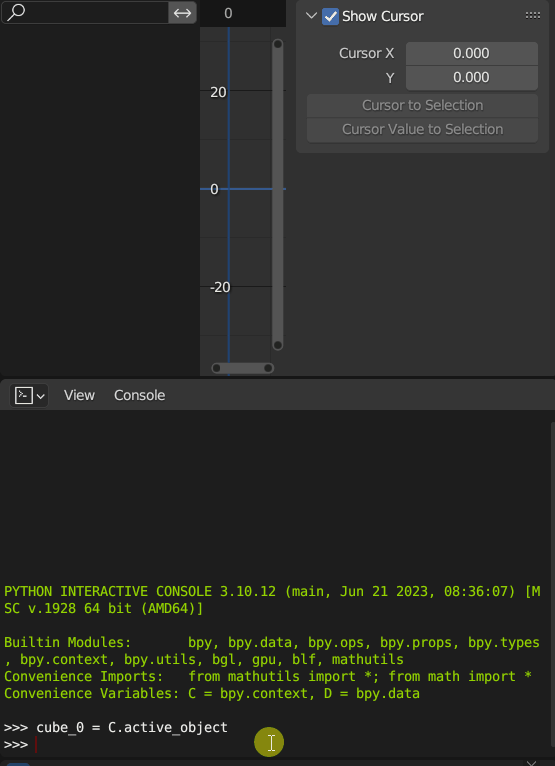 0
Show Cursor
20
0
-20
Cursor X
0.000
Y
0.000
Cursor to Selection
Cursor Value to Selection
View
Console
PYTHON INTERACTIVE CONSOLE 3.10.12 (main, Jun 21 2023, 08:36:07) [M
SC v.1928 64 bit (AMD64)]
Builtin Modules:       bpy, bpy.data, bpy.ops, bpy.props, bpy.types
, bpy.context, bpy.utils, bgl, gpu, blf, mathutils
Convenience Imports:   from mathutils import *; from math import *
Convenience Variables: C = bpy.context, D = bpy.data
>>> cube_0 = C.active_object
>>>